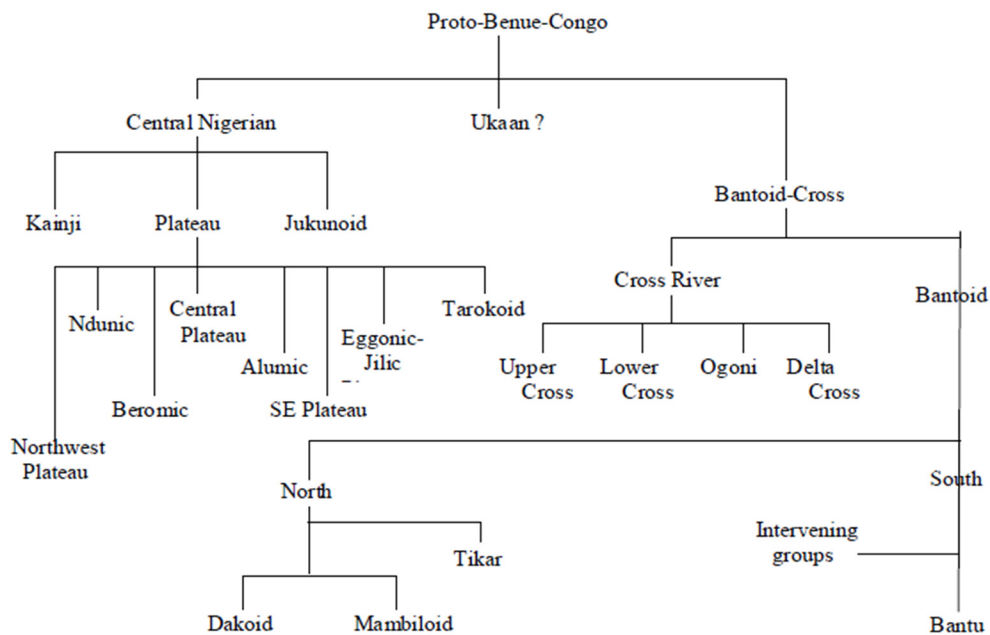 Proto-Benue-Congo
Central Nigerian
Ukaan ?
Bantoid-Cross
Kainji
Plateau
Jukunoid
Cross River
Bantoid
Ndunic
Central
Plateau
Tarokoid
Alumic
Eggonic-
Jilic
Upper
Cross
Lower
Cross
Ogoni
Delta
Cross
Beromic
SE Plateau
Northwest
Plateau
North
South
Intervening
groups
Tikar
Dakoid
Mambiloid
Bantu